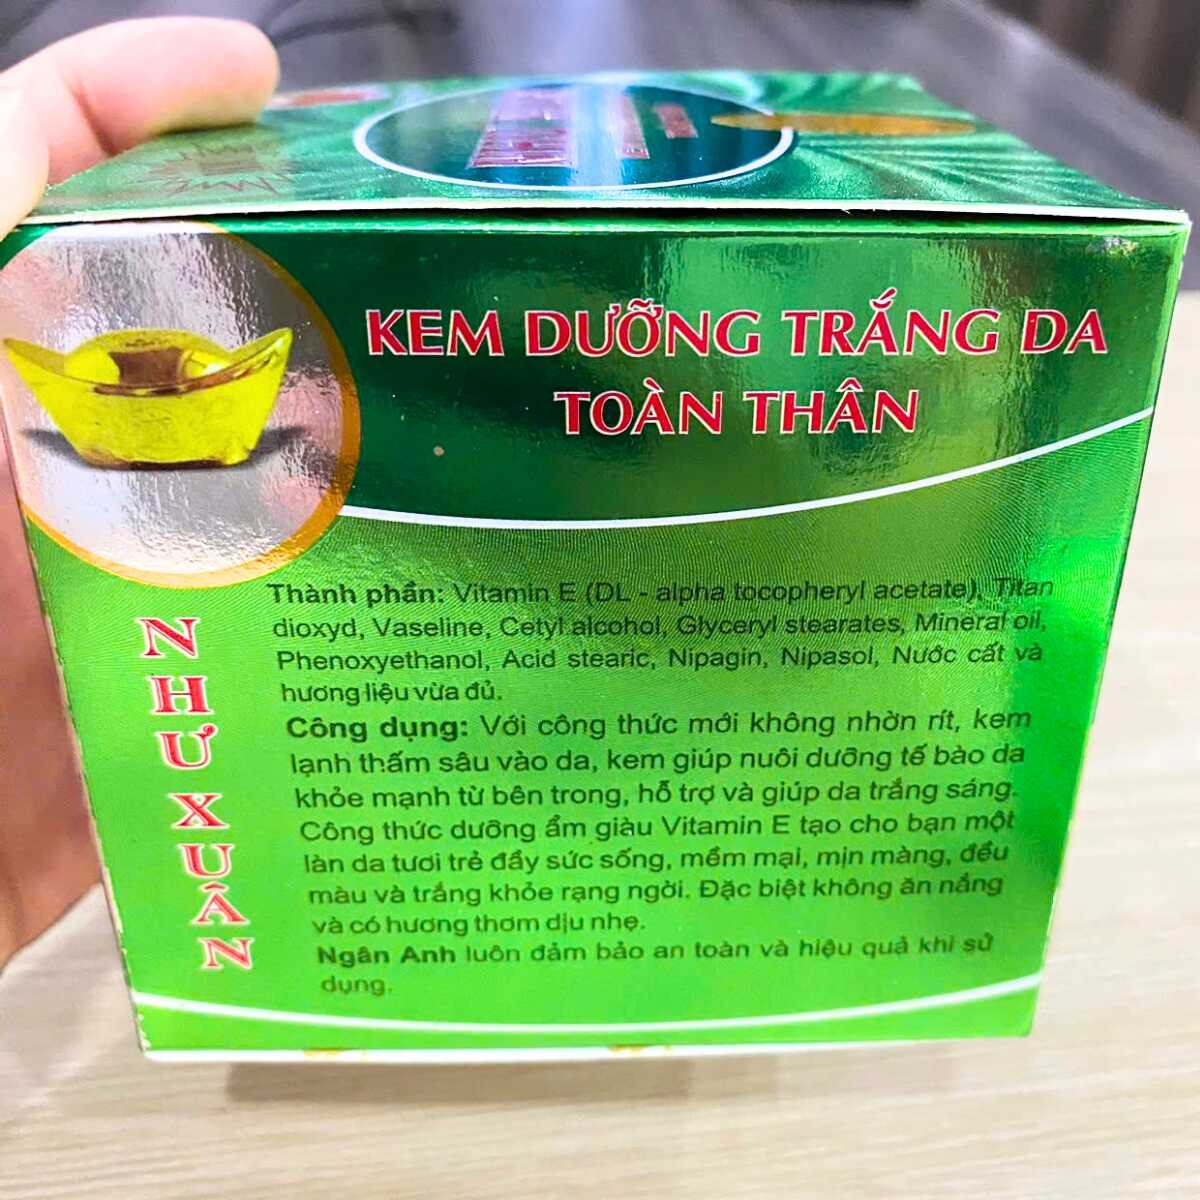 KEM DƯỠNG TRẮNG DA
TOÀN THÂN
NHƯ XUÂN
Thành phần: Vitamin E (DL - alpha tocopheryl acetate), Titan
dioxyd, Vaseline, Cetyl alcohol, Glyceryl stearates, Mineral oil,
Phenoxyethanol, Acid stearic, Nipagin, Nipasol, Nước cất và
hương liệu vừa đủ.
Công dụng: Với công thức mới không nhờn rít, kem
lạnh thấm sâu vào da, kem giúp nuôi dưỡng tế bào da
khỏe mạnh từ bên trong, hỗ trợ và giúp da trắng sáng.
Công thức dưỡng ẩm giàu Vitamin E tạo cho bạn một
làn da tươi trẻ đầy sức sống, mềm mại, mịn màng, đều
màu và trắng khỏe rạng ngời. Đặc biệt không ăn nắng
và có hương thơm dịu nhẹ.
Ngân Anh luôn đảm bảo an toàn và hiệu quả khi sử
dụng.